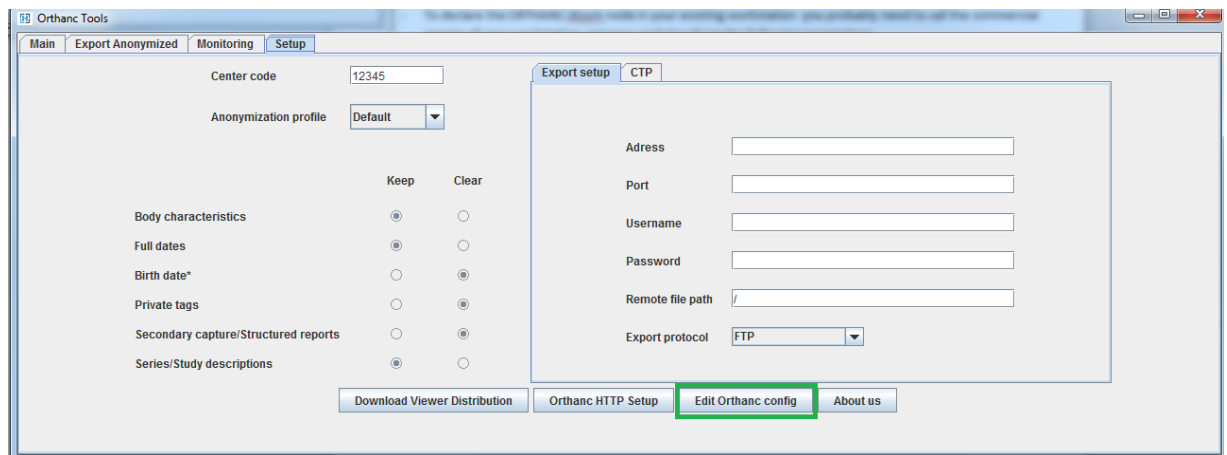 Orthanc Tools
Main Export Anonymized Monitoring Setup
Center code 12345
Anonymization profile Default
Keep Clear
Body characteristics
Full dates
Birth date*
Private tags
Secondary capture/Structured reports
Series/Study descriptions
Export setup CTP
Adress
Port
Username
Password
Remote file path /
Export protocol FTP
Download Viewer Distribution Orthanc HTTP Setup Edit Orthanc config About us